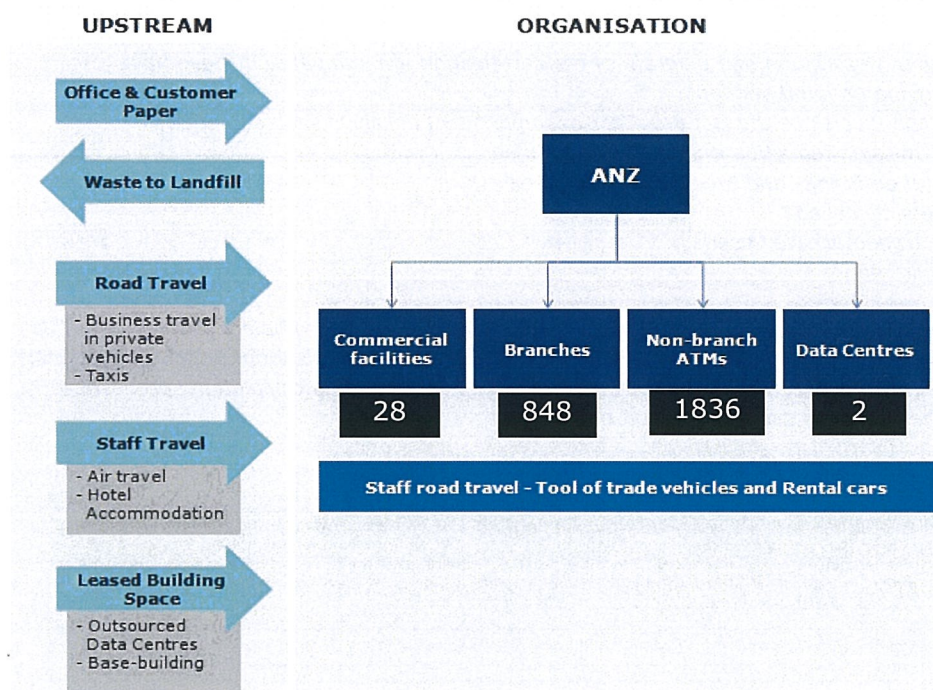 UPSTREAM
Office & Customer
Paper
Waste to Landfill
Road Travel
- Business travel
in private
vehicles
- Taxis
Staff Travel
- Air travel
- Hotel
Accommodation
Leased Building
Space
- Outsourced
Data Centres
- Base-building
ORGANISATION
ANZ
Commercial
facilities
28
Branches
848
Non-branch
ATMs
1836
Data Centres
2
Staff road travel - Tool of trade vehicles and Rental cars